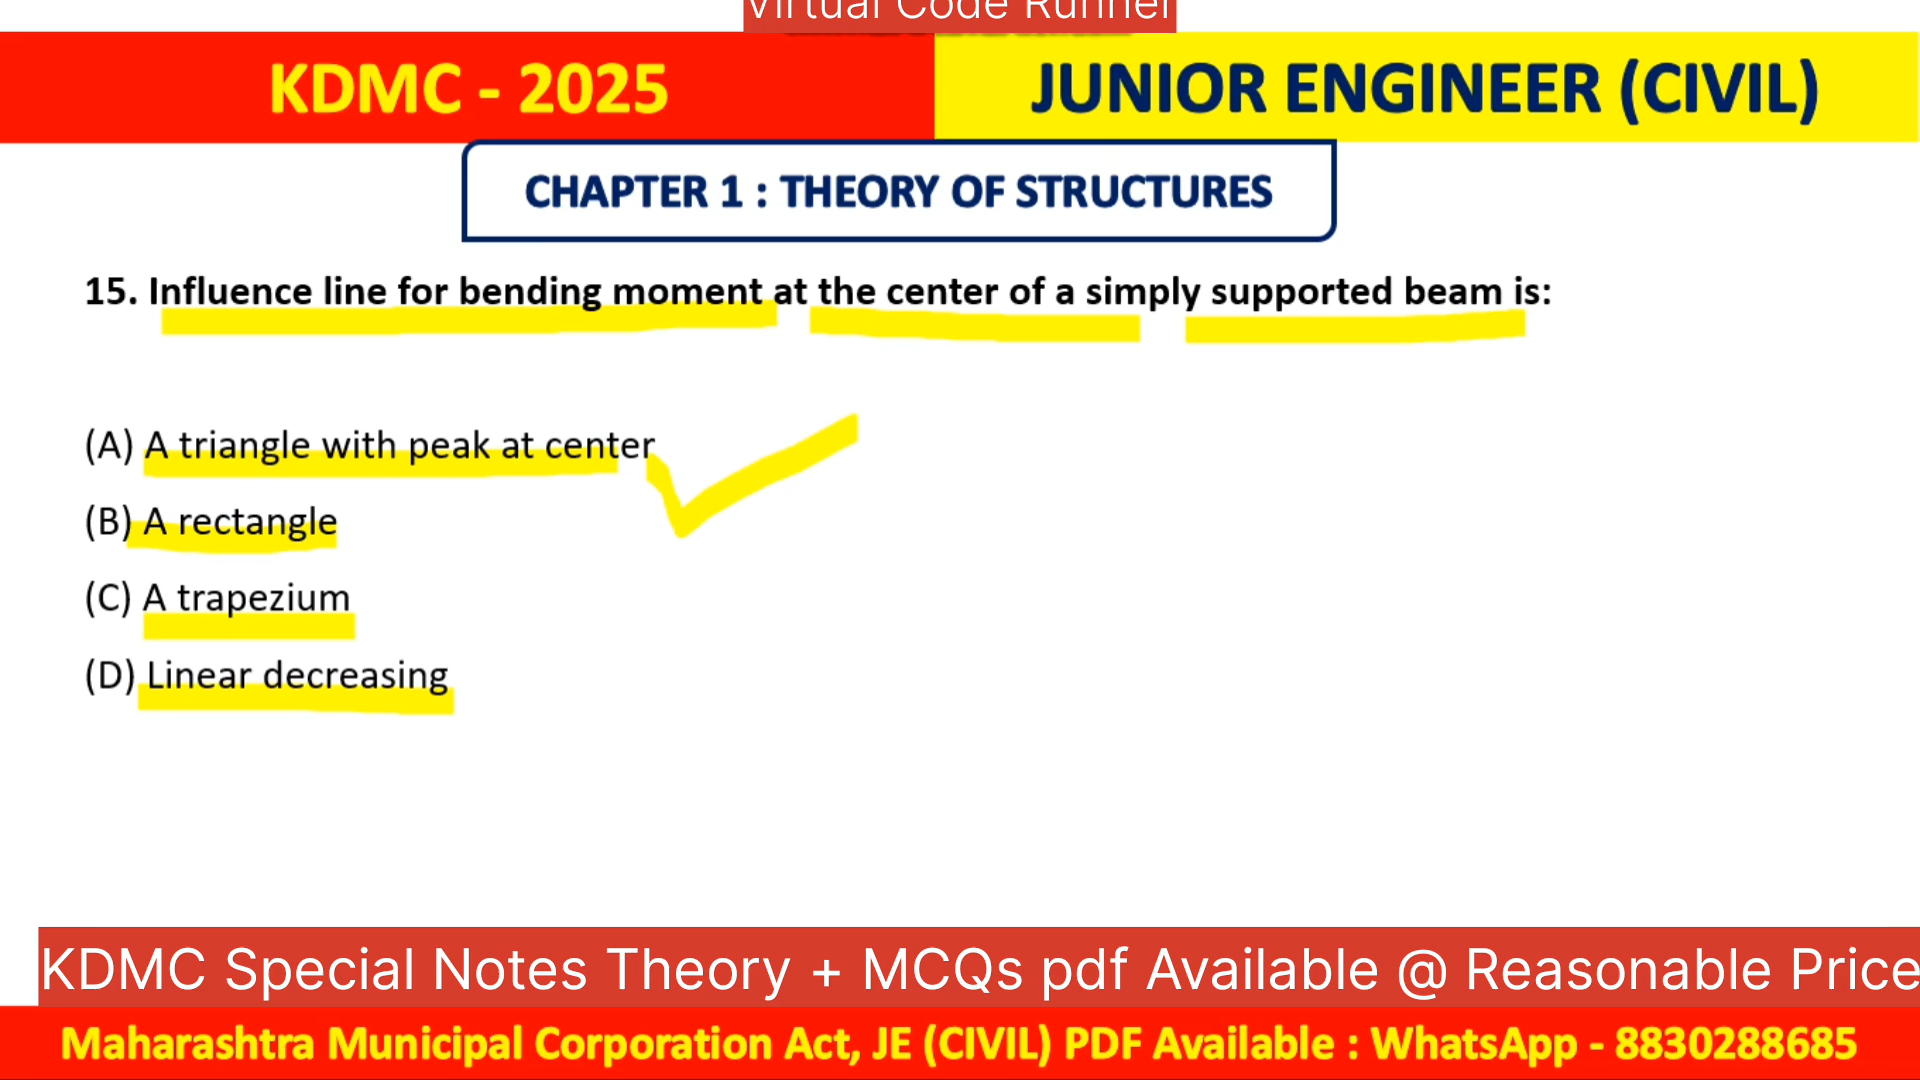 Virtual Code Runner
KDMC - 2025
JUNIOR ENGINEER (CIVIL)
CHAPTER 1 : THEORY OF STRUCTURES
15. Influence line for bending moment at the center of a simply supported beam is:
(A) A triangle with peak at center
(B) A rectangle
(C) A trapezium
(D) Linear decreasing
KDMC Special Notes Theory + MCQs pdf Available @ Reasonable Price
Maharashtra Municipal Corporation Act, JE (CIVIL) PDF Available : WhatsApp - 8830288685